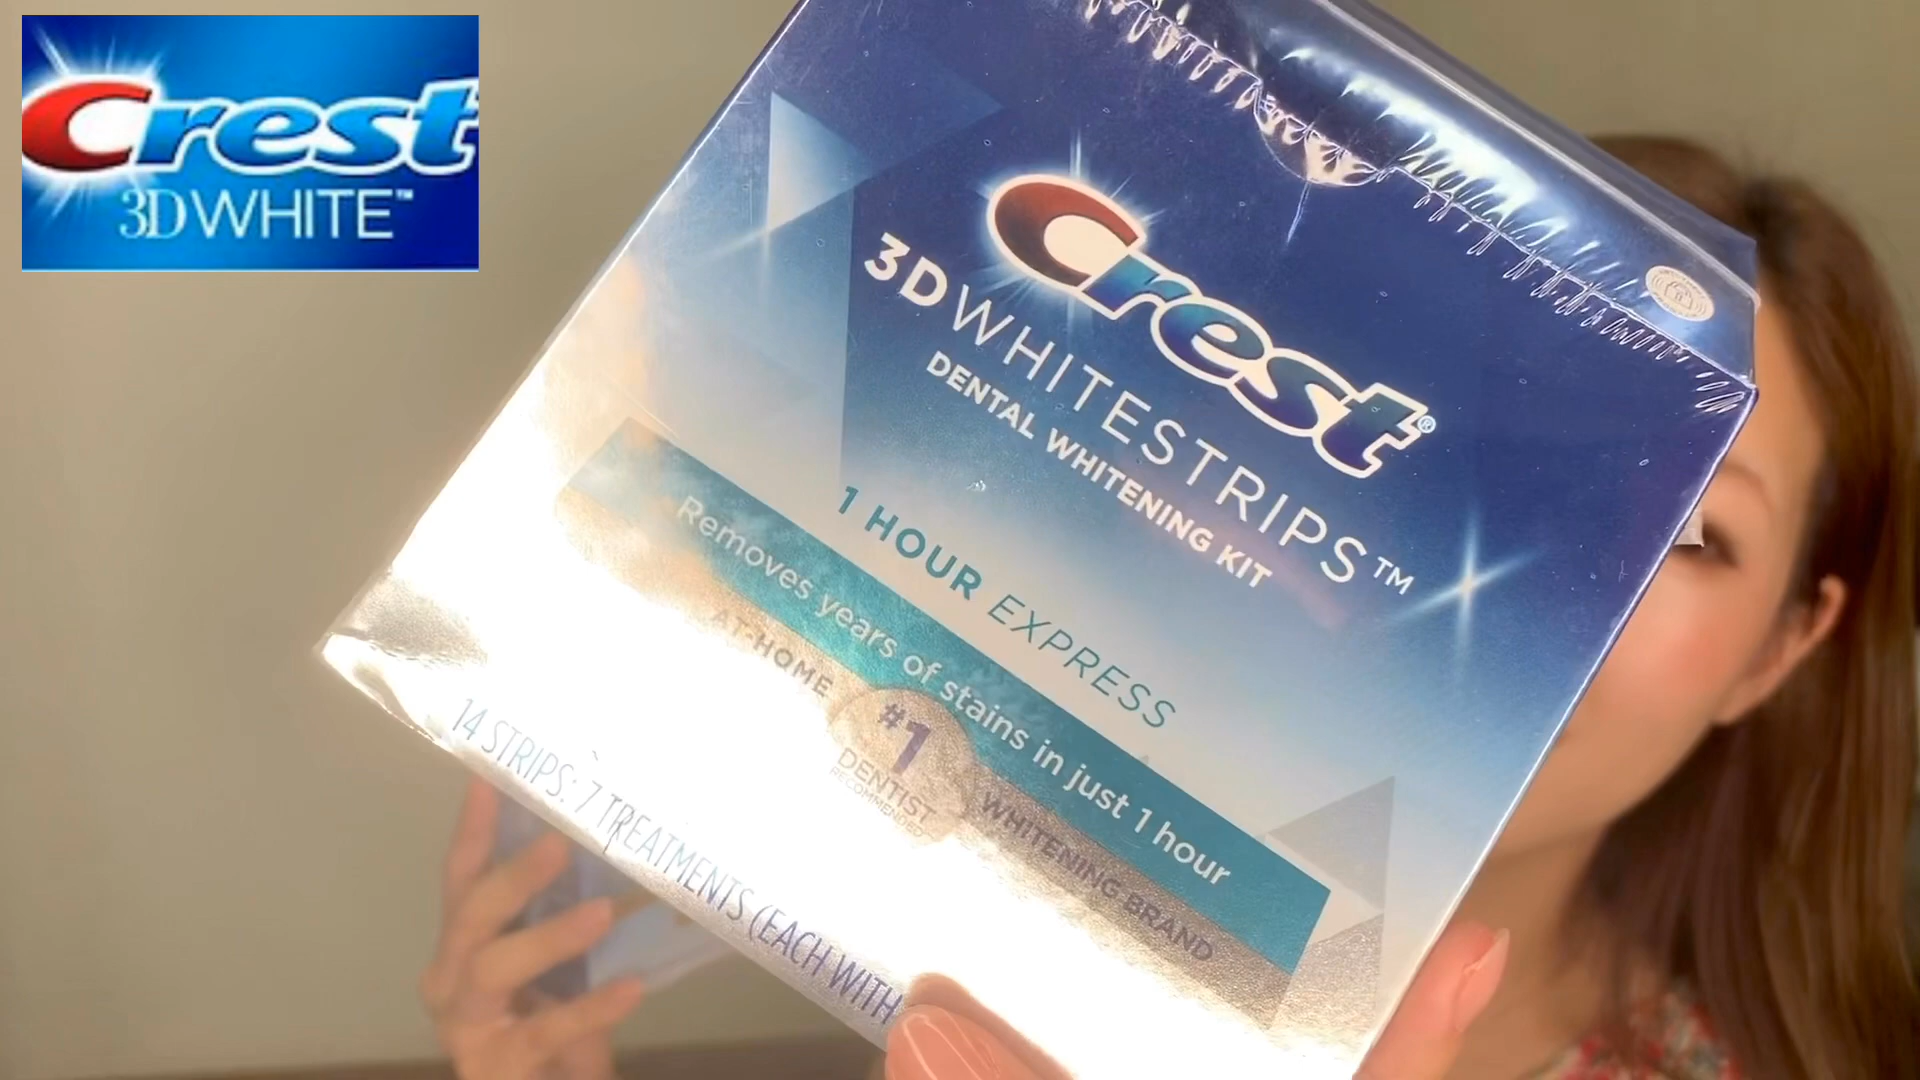 Crest
3D WHITE™
Crest®
3D WHITESTRIPS™
DENTAL WHITENING KIT
1 HOUR EXPRESS
Removes years of stains in just 1 hour
AT-HOME
#1
DENTIST
RECOMMENDED
WHITENING BRAND
14 STRIPS: 7 TREATMENTS (EACH WITH